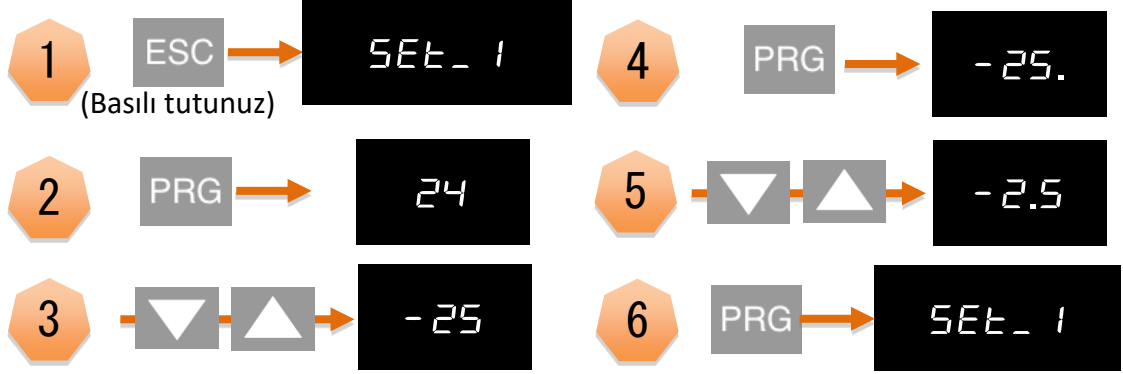 1 ESC SEt_ 1
(Basılı tutunuz)
2 PRG 24
3 -25
4 PRG -25.
5 -2.5
6 PRG SEt_ 1